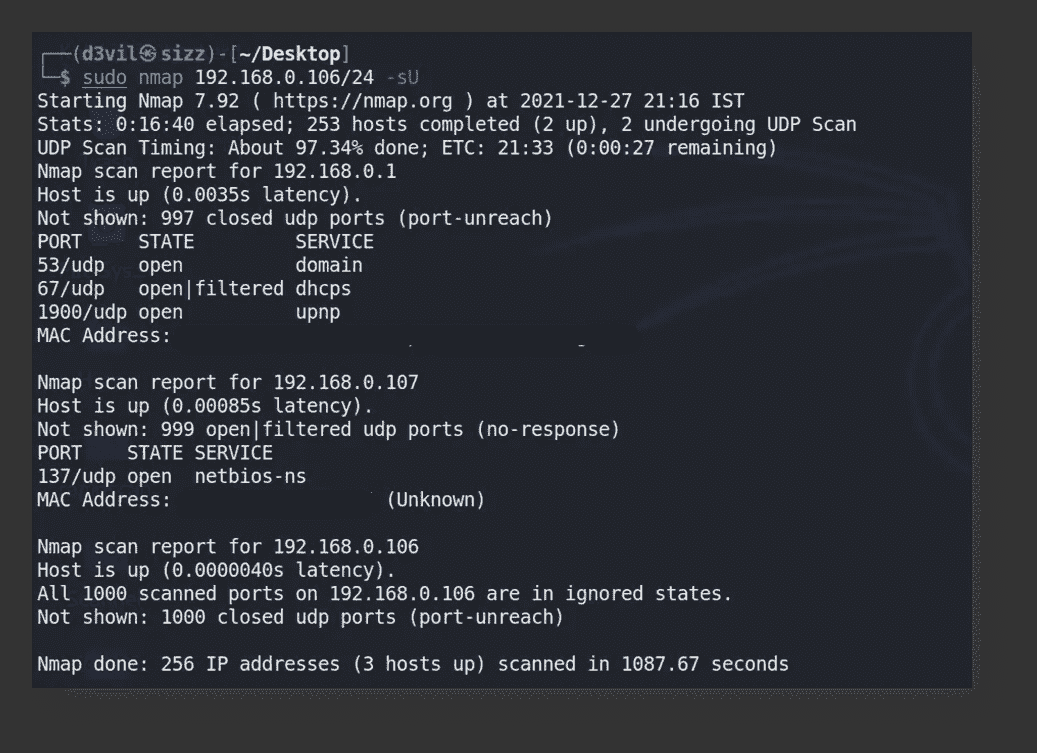 ┌──(d3vil㉿sizz)-[~/Desktop]
└─$ sudo nmap 192.168.0.106/24 -sU
Starting Nmap 7.92 ( https://nmap.org ) at 2021-12-27 21:16 IST
Stats: 0:16:40 elapsed; 253 hosts completed (2 up), 2 undergoing UDP Scan
UDP Scan Timing: About 97.34% done; ETC: 21:33 (0:00:27 remaining)
Nmap scan report for 192.168.0.1
Host is up (0.0035s latency).
Not shown: 997 closed udp ports (port-unreach)
PORT     STATE         SERVICE
53/udp   open          domain
67/udp   open|filtered dhcps
1900/udp open          upnp
MAC Address:
Nmap scan report for 192.168.0.107
Host is up (0.00085s latency).
Not shown: 999 open|filtered udp ports (no-response)
PORT    STATE SERVICE
137/udp open  netbios-ns
MAC Address: (Unknown)
Nmap scan report for 192.168.0.106
Host is up (0.0000040s latency).
All 1000 scanned ports on 192.168.0.106 are in ignored states.
Not shown: 1000 closed udp ports (port-unreach)
Nmap done: 256 IP addresses (3 hosts up) scanned in 1087.67 seconds